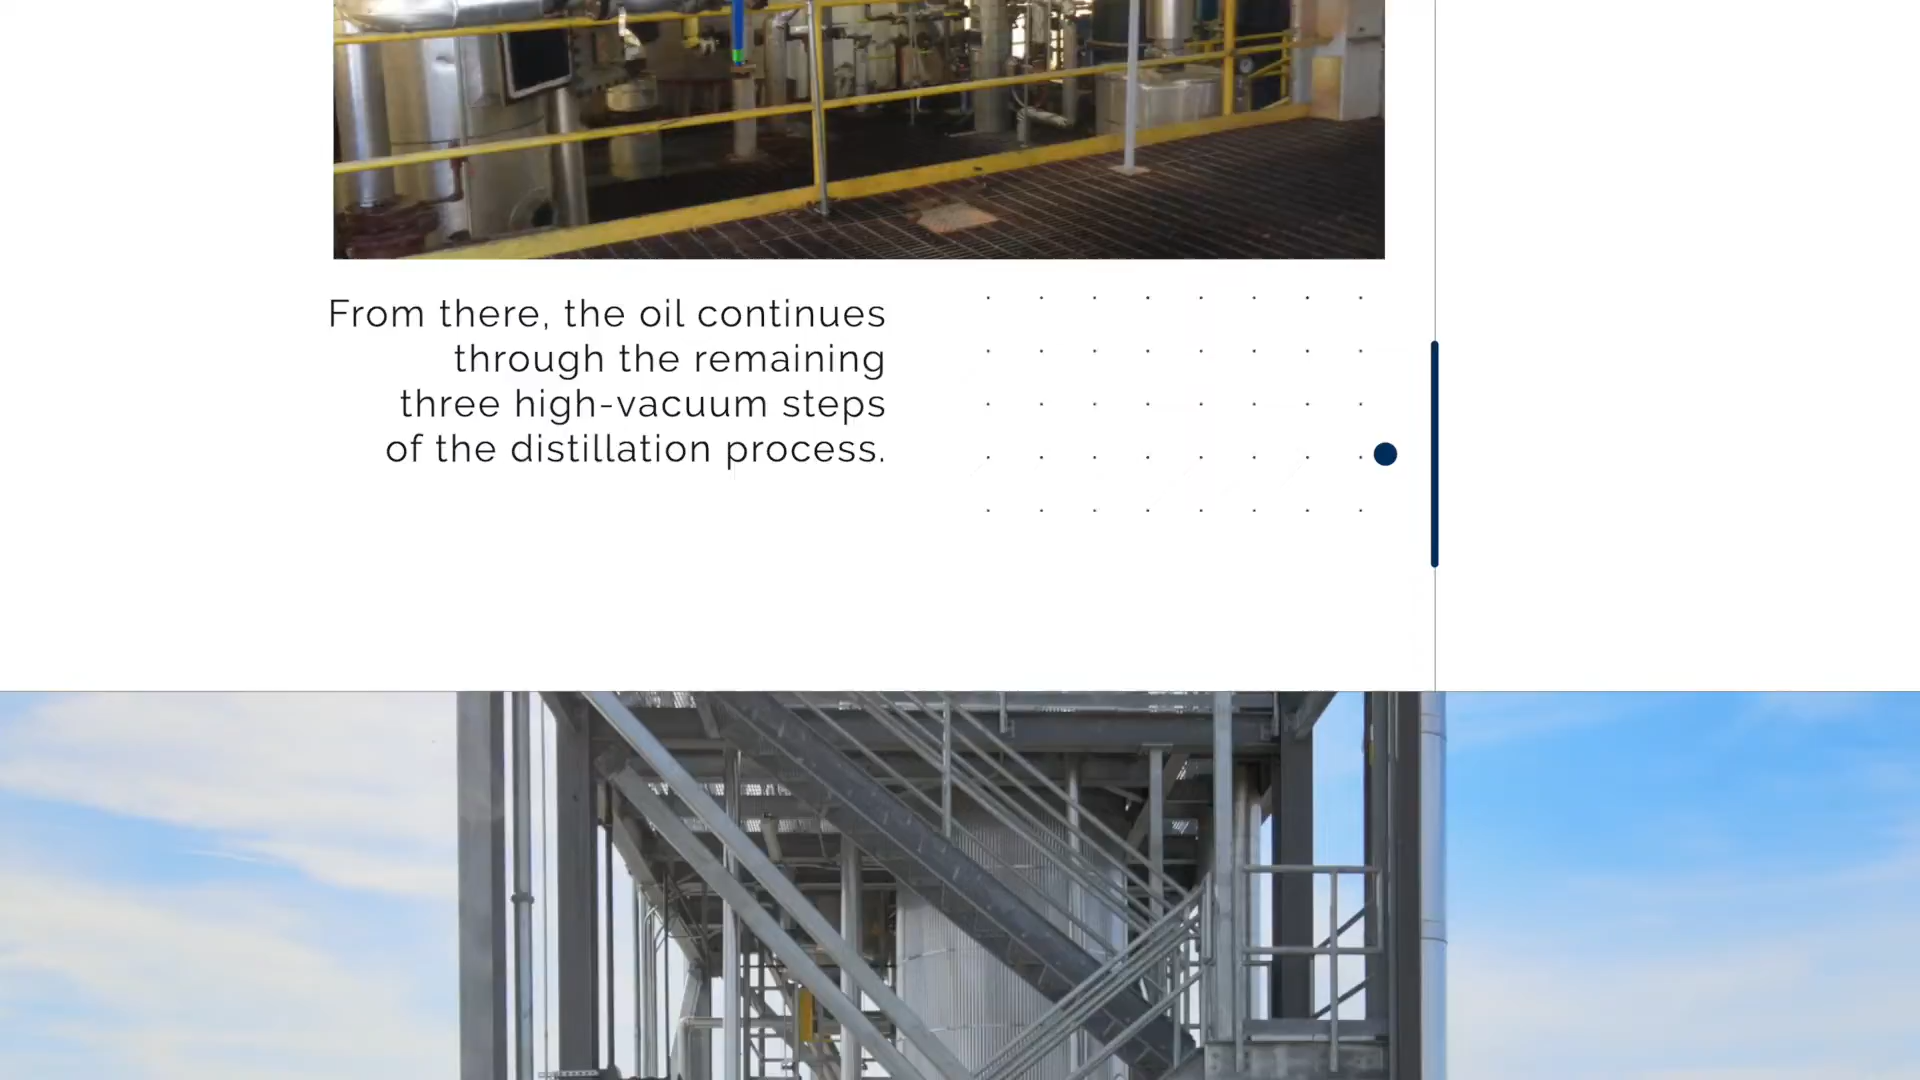 From there, the oil continues
through the remaining
three high-vacuum steps
of the distillation process.